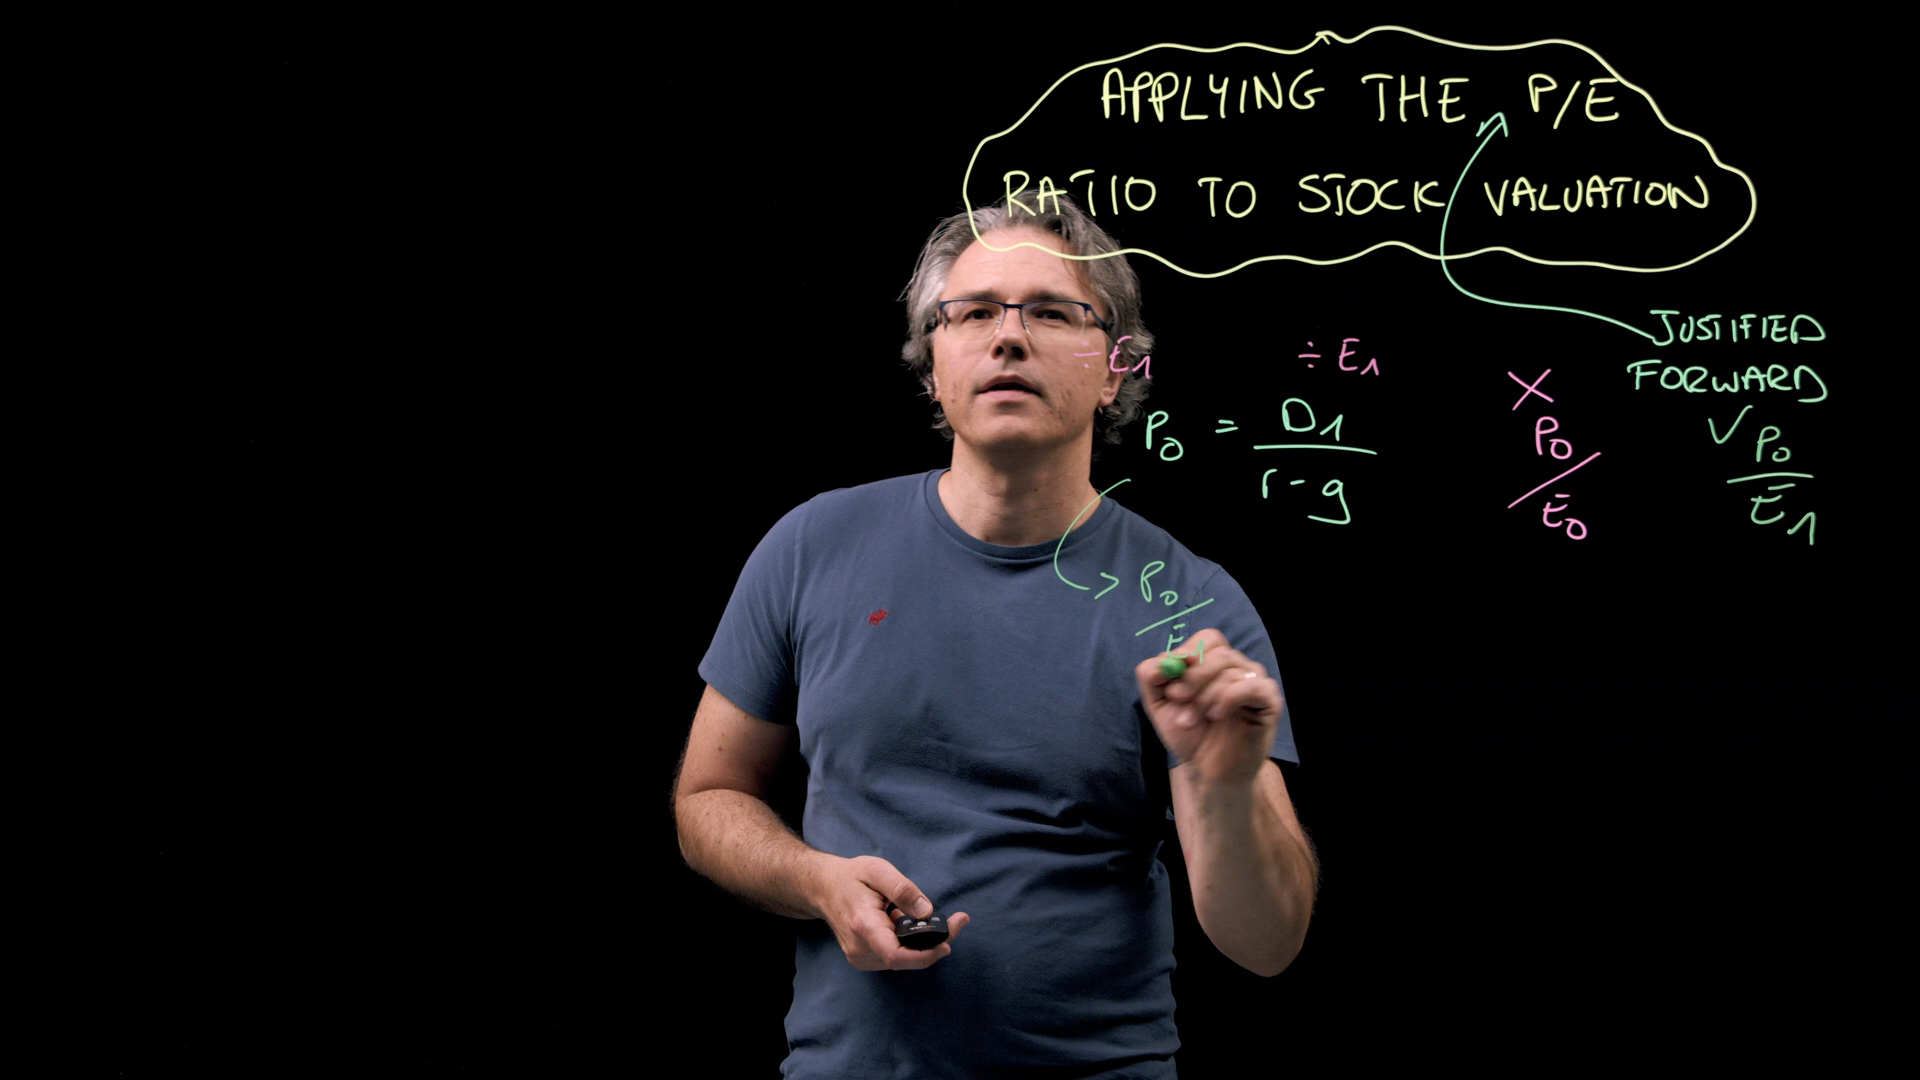 APPLYING THE P/E
RATIO TO STOCK VALUATION
JUSTIFIED
FORWARD
÷ E1
÷ E1
P0 = D1
r - g
X
P0
/
E0
✓ P0
E1
> P0
/
E1